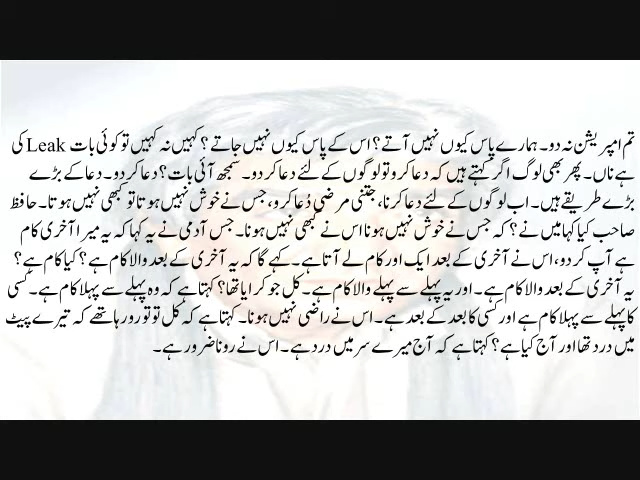 تم امپریشن نہ دو۔ ہمارے پاس کیوں نہیں آتے؟ اس کے پاس کیوں نہیں جاتے؟ کہیں نہ کہیں تو کوئی بات Leak کی
ہے ناں۔ پھر بھی لوگ اگر کہتے ہیں کہ دعا کرو تو لوگوں کے لئے دعا کر دو۔ سمجھ آئی بات؟ دعا کر دو۔ دعا کے بڑے
بڑے طریقے ہیں۔ اب لوگوں کے لئے دعا کرنا، جتنی مرضی دُعا کرو، جس نے خوش نہیں ہونا تو کبھی نہیں ہوتا۔ حافظ
صاحب کیا کہا میں نے؟ کہ جس نے خوش نہیں ہونا اس نے کبھی نہیں ہونا۔ جس آدمی نے یہ کہا کہ یہ میرا آخری کام
ہے آپ کر دو، اس نے آخری کے بعد ایک اور کام لے آتا ہے۔ کہے گا کہ یہ آخری کے بعد والا کام ہے؟ کیا کام ہے؟
یہ آخری کے بعد والا کام ہے۔ اور یہ پہلے سے پہلے والا کام ہے۔ کل جو کرایا تھا؟ کہتا ہے کہ وہ پہلے سے پہلا کام ہے۔ کسی
کا پہلے سے پہلا کام ہے اور کسی کا بعد کے بعد ہے۔ اس نے راضی نہیں ہونا۔ کہتا ہے کہ کل تو تو رو رہا تھے کہ تیرے پیٹ
میں درد تھا اور آج کیا ہے؟ کہتا ہے کہ آج میرے سر میں درد ہے۔ اس نے رونا ضرور ہے۔